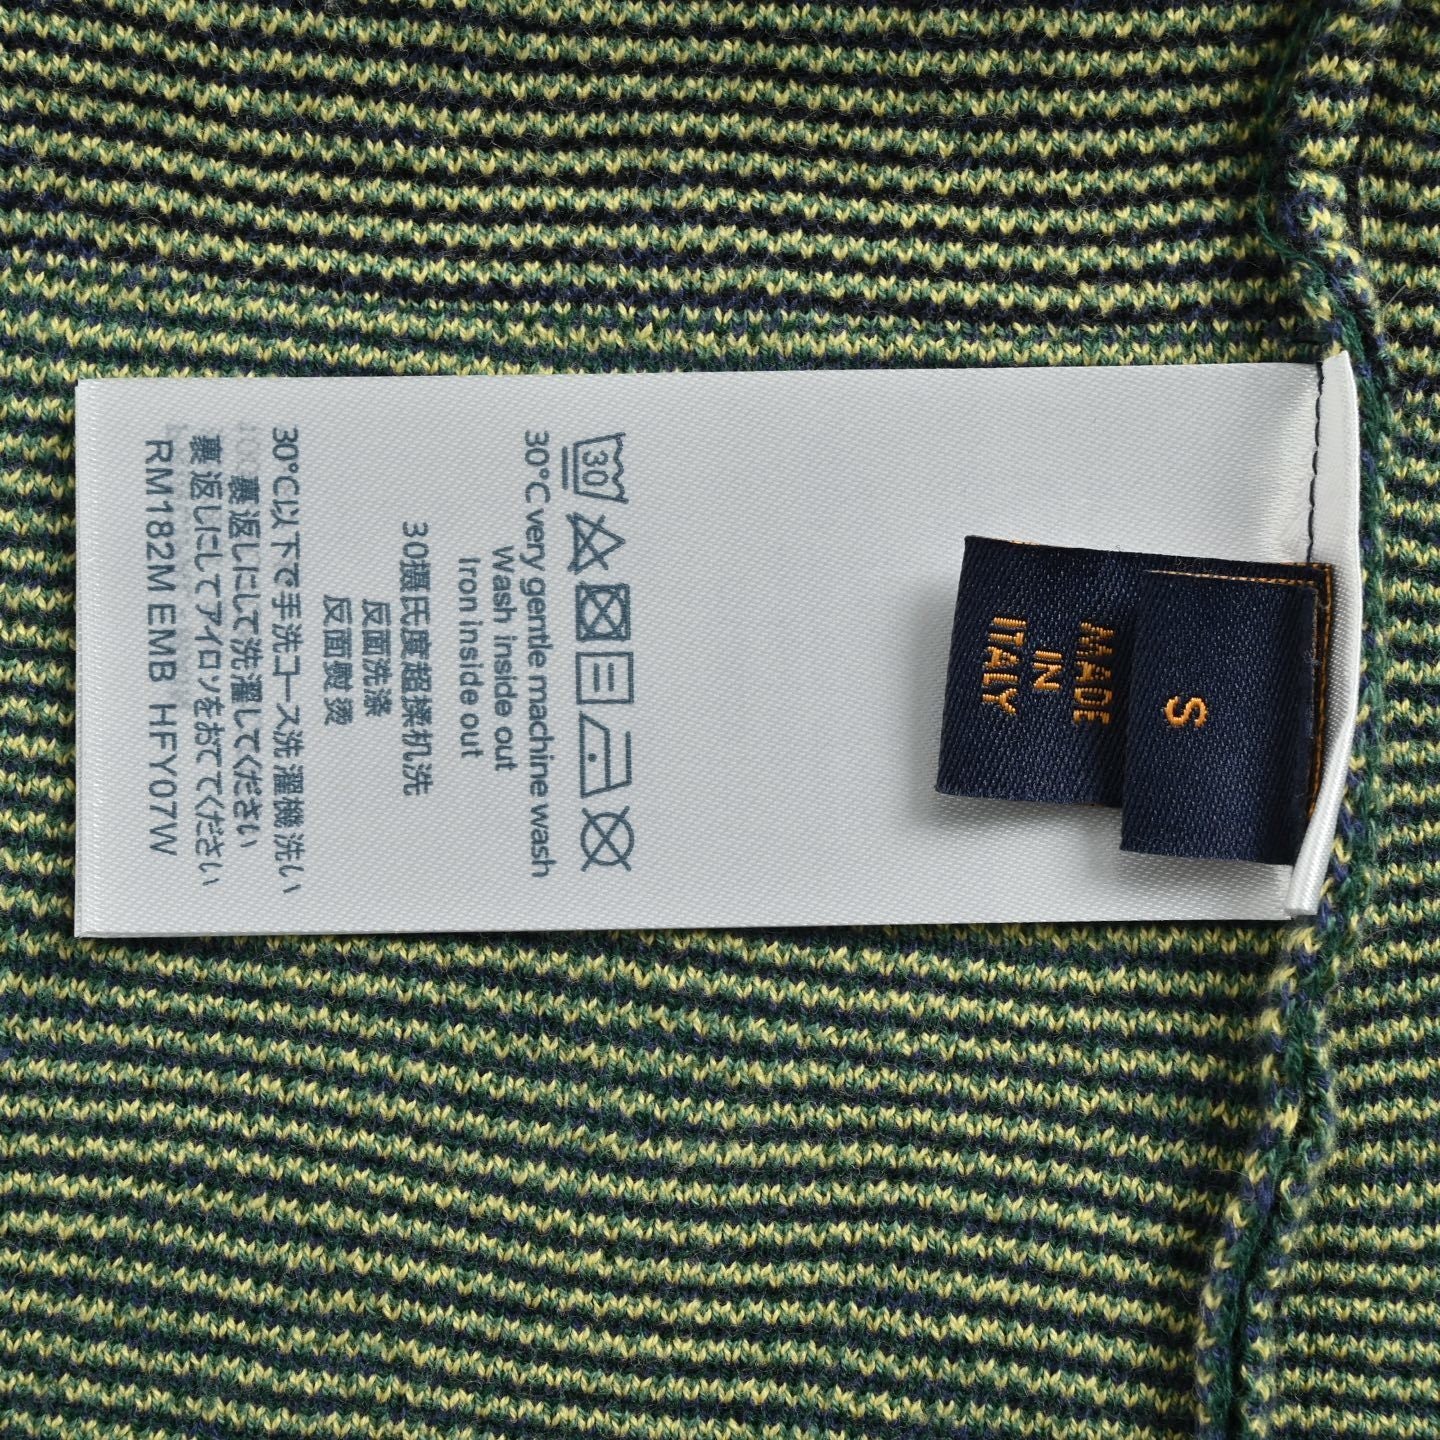 S
MADE
IN
ITALY
30
30°C very gentle machine wash
Wash inside out
Iron inside out
30摄氏度超揉机洗
反面洗涤
反面熨烫
30℃以下で手洗コース洗濯機洗い
裏返しにして洗濯してください
裏返しにしてアイロンをおててください
RM182M EMB HFY07W